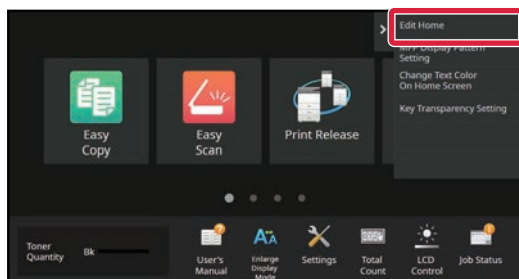 Edit Home
MFP Display Pattern
Setting
Change Text Color
On Home Screen
Key Transparency Setting
Easy
Copy
Easy
Scan
Print Release
Toner
Quantity
Bk
User's
Manual
Enlarge
Display
Mode
Settings
Total
Count
LCD
Control
Job Status